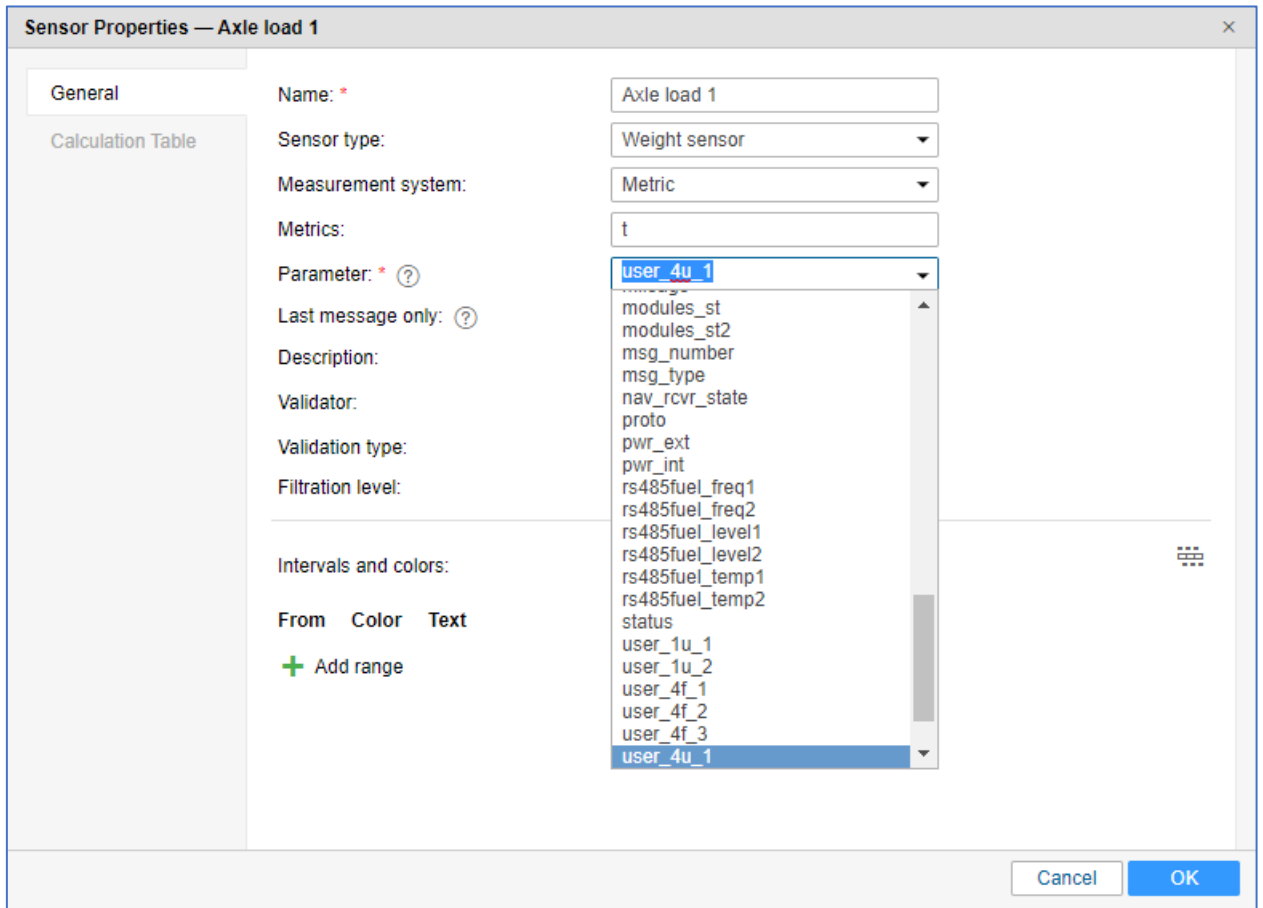 Sensor Properties — Axle load 1
General
Calculation Table
Name: * Axle load 1
Sensor type: Weight sensor
Measurement system: Metric
Metrics: t
Parameter: * ? user_4u_1
Last message only: ?
Description:
Validator:
Validation type:
Filtration level:
modules_st
modules_st2
msg_number
msg_type
nav_rcvr_state
proto
pwr_ext
pwr_int
rs485fuel_freq1
rs485fuel_freq2
rs485fuel_level1
rs485fuel_level2
rs485fuel_temp1
rs485fuel_temp2
status
user_1u_1
user_1u_2
user_4f_1
user_4f_2
user_4f_3
user_4u_1
Intervals and colors:
From Color Text
Add range
Cancel OK